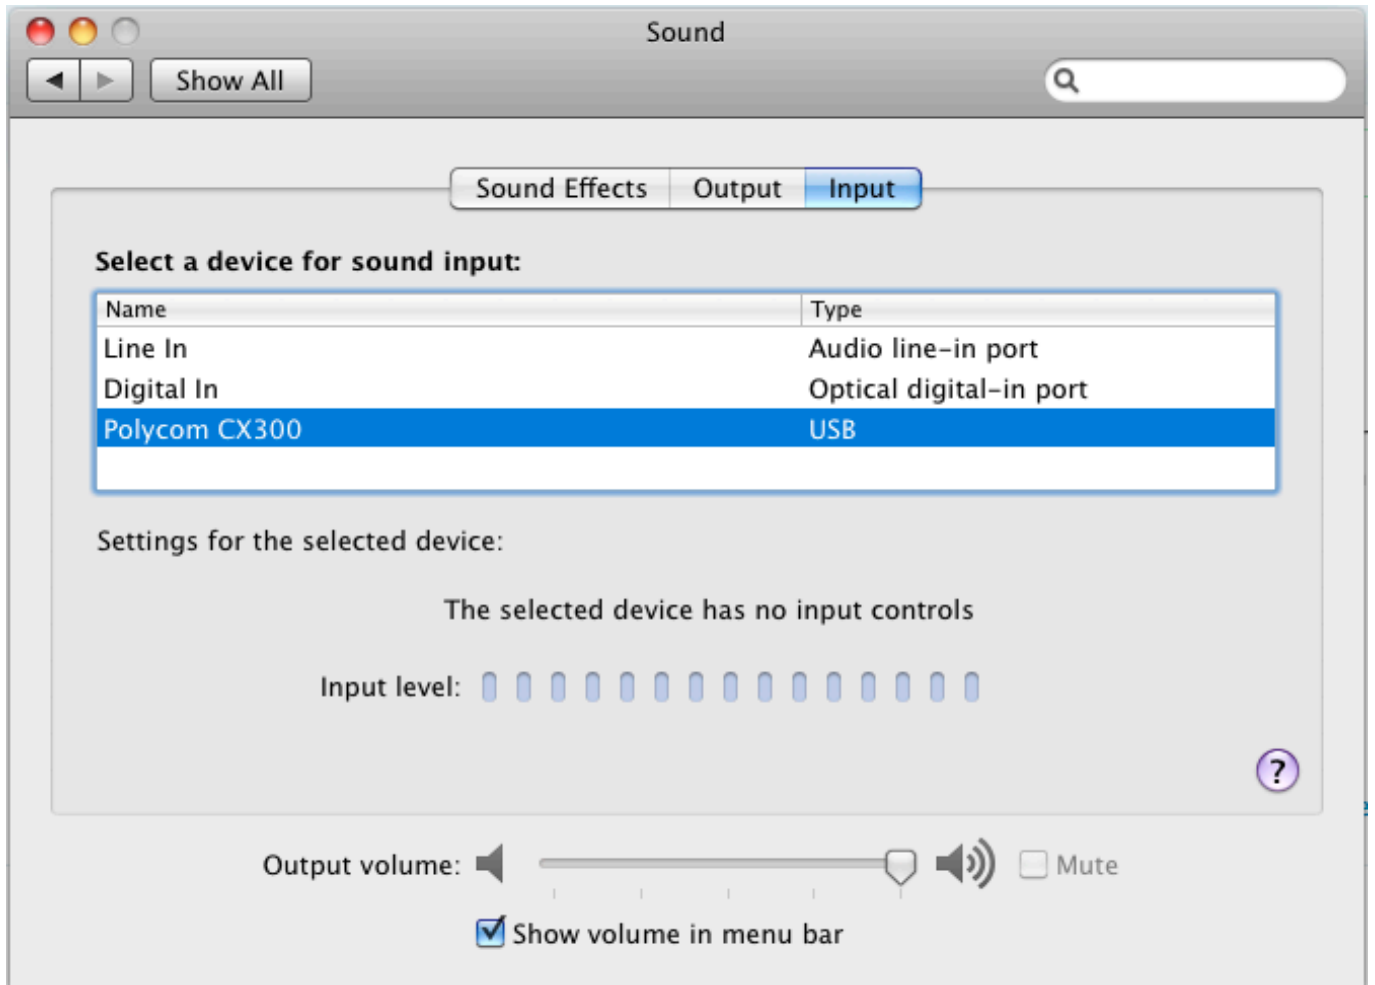 Sound
Show All
Sound Effects Output Input
Select a device for sound input:
Name Type
Line In Audio line-in port
Digital In Optical digital-in port
Polycom CX300 USB
Settings for the selected device:
The selected device has no input controls
Input level:
?
Output volume: Mute
Show volume in menu bar